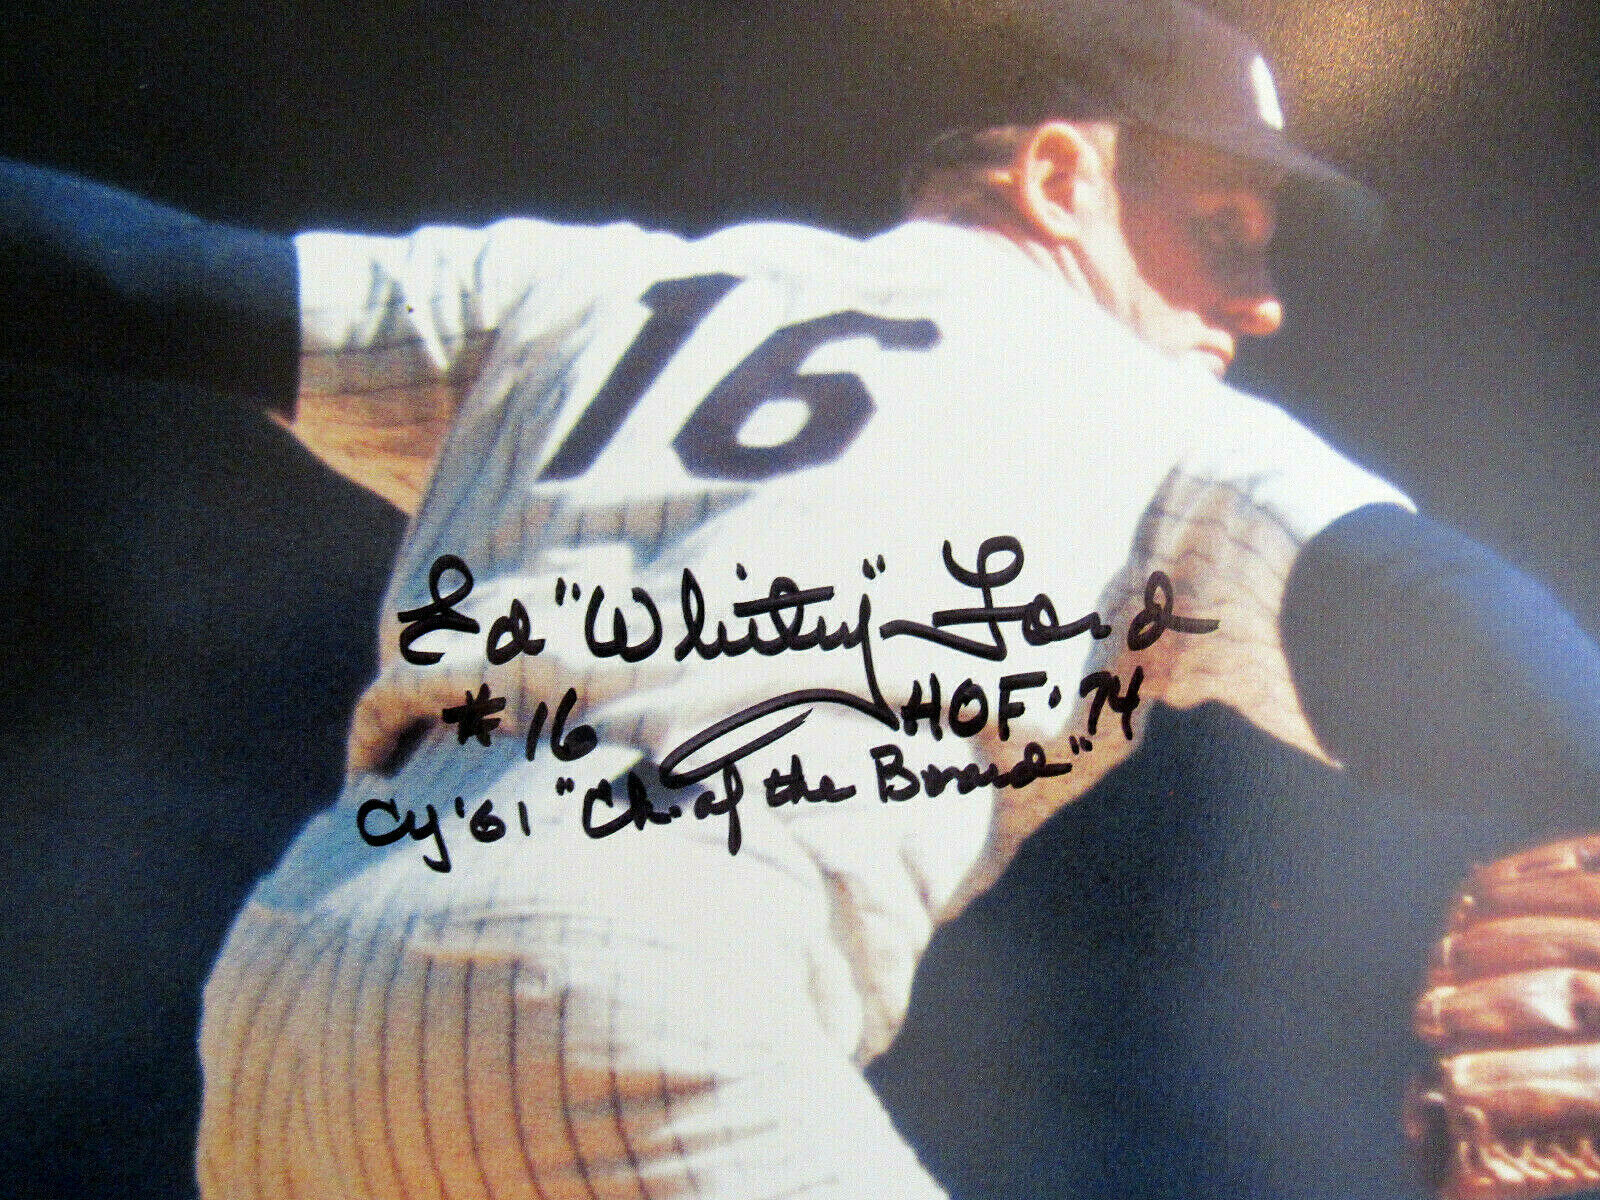 16
Ed "Whitey" Ford
#16 HOF '74
Cy '61 "Ch. of the Board"